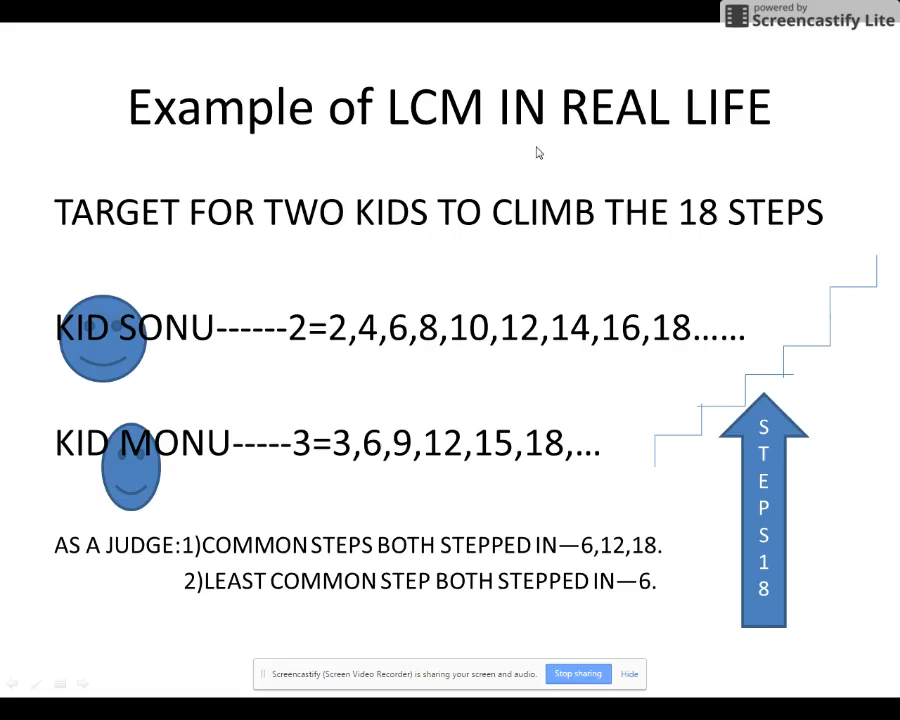 powered by
Screencastify Lite
Example of LCM IN REAL LIFE
TARGET FOR TWO KIDS TO CLIMB THE 18 STEPS
KID SONU------2=2,4,6,8,10,12,14,16,18……
KID MONU-----3=3,6,9,12,15,18,…
AS A JUDGE:1)COMMON STEPS BOTH STEPPED IN—6,12,18.
2)LEAST COMMON STEP BOTH STEPPED IN—6.
S
T
E
P
S
1
8
Screencastify (Screen Video Recorder) is sharing your screen and audio. Stop sharing Hide